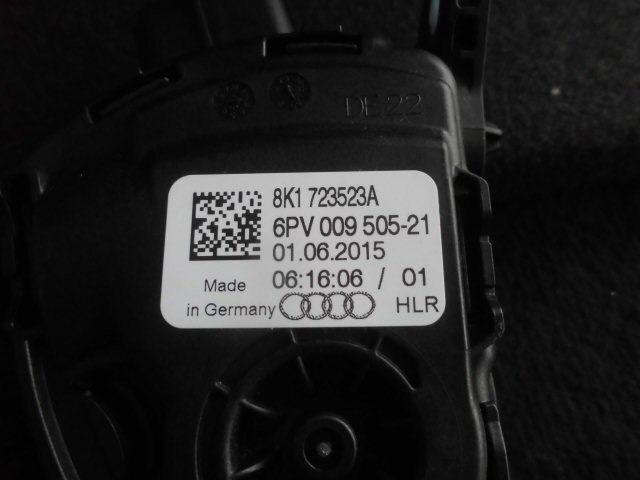 DE22
8K1 723523A
6PV 009 505-21
01.06.2015
Made 06:16:06 / 01
in Germany HLR